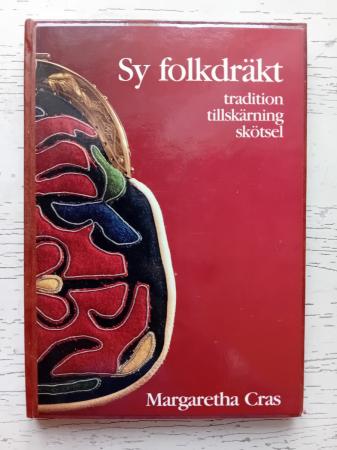 Sy folkdräkt
tradition
tillskärning
skötsel
Margaretha Cras